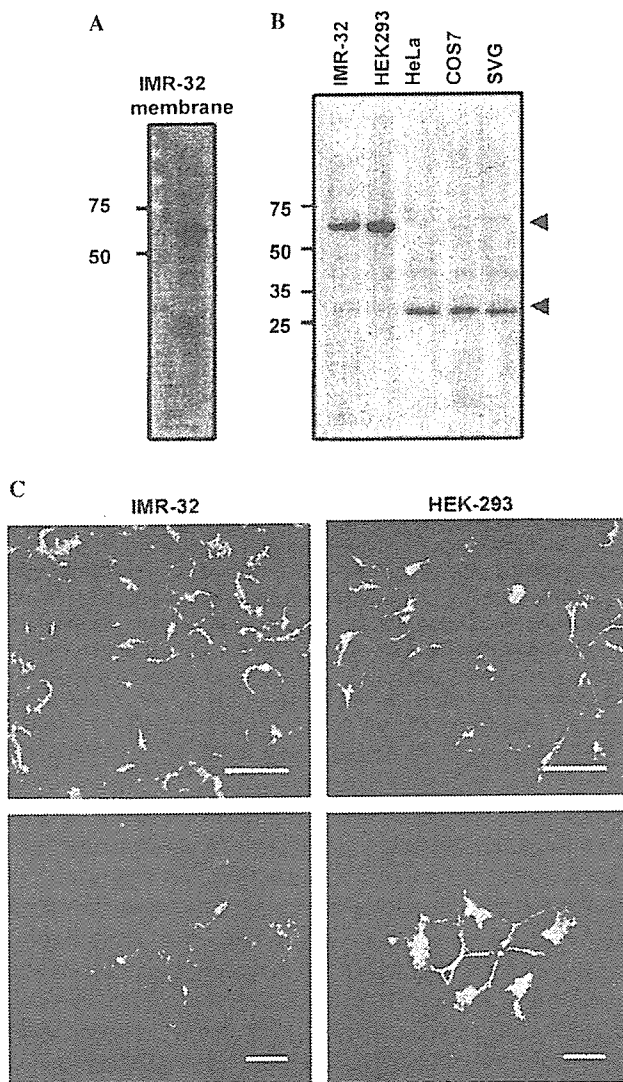 A
IMR-32
membrane
75
50
B
IMR-32
HEK293
HeLa
COS7
SVG
75
50
35
25
C
IMR-32
HEK-293